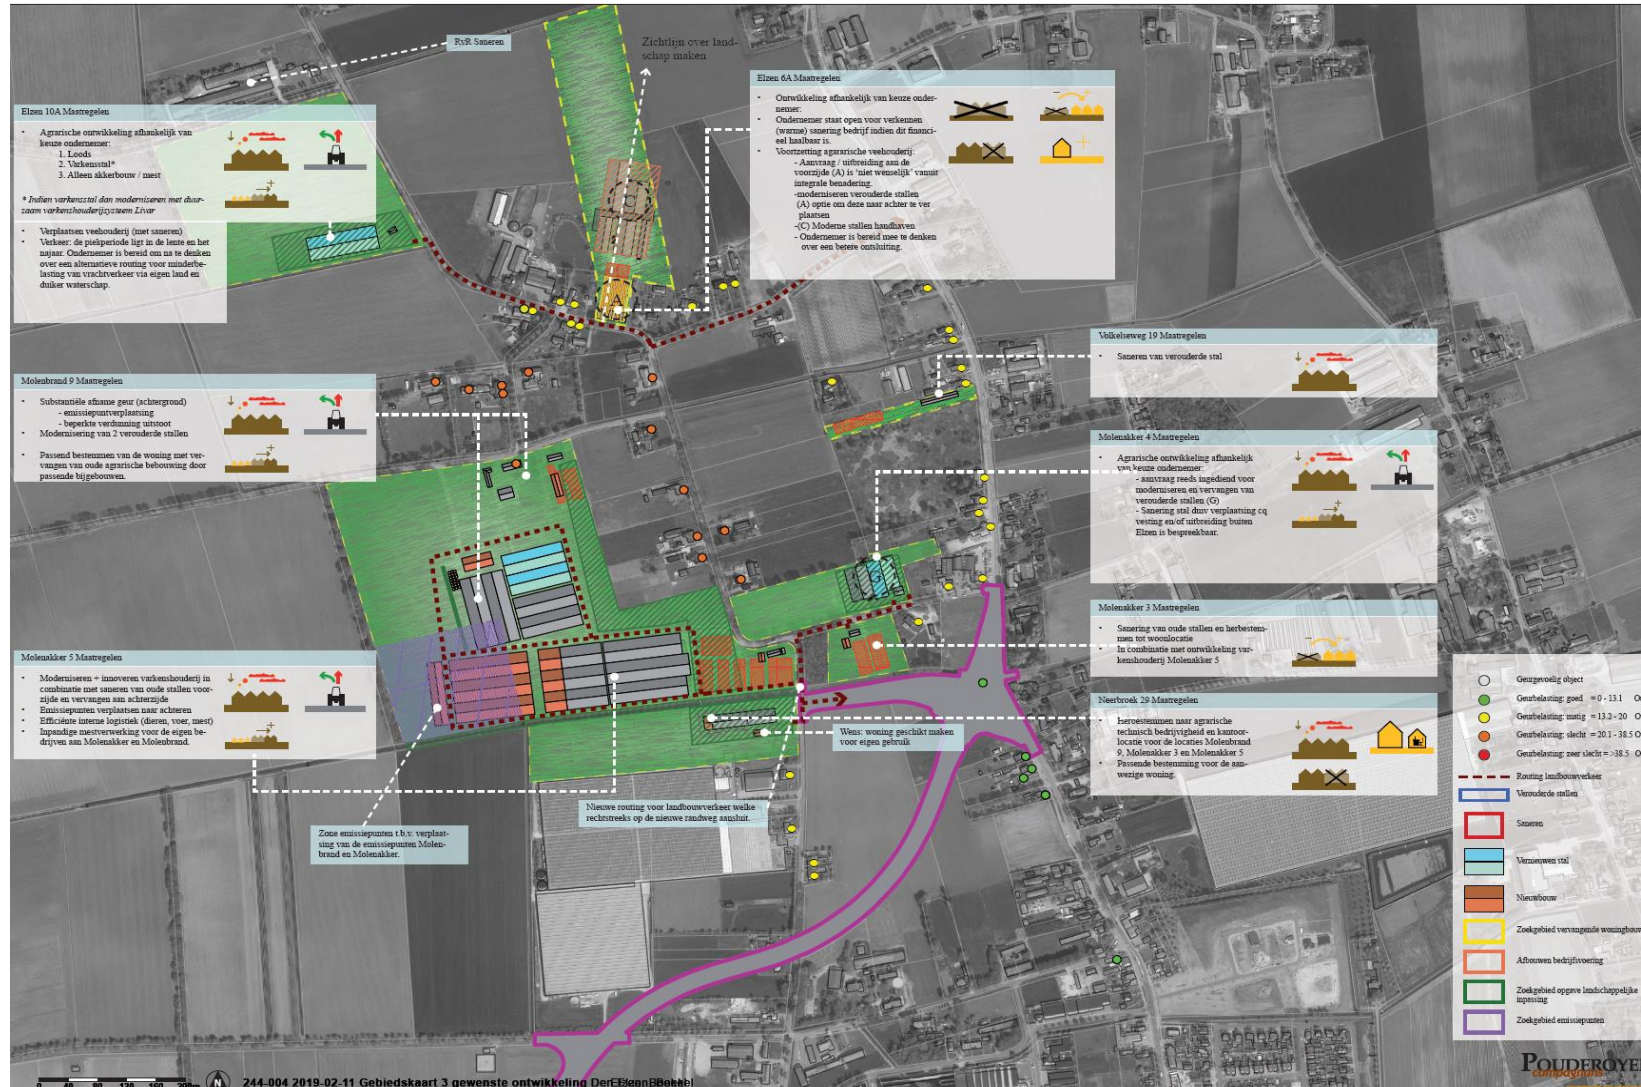 RvR Saneren
Zichtlijn over land-
schap maken
Elzen 10A Maatregelen
• Agrarische ontwikkeling afhankelijk van
keuze ondernemer:
1. Loods
2. Varkensstal*
3. Alleen akkerbouw / mest
* Indien varkensstal dan moderniseren met duur-
zaam varkenshouderijsysteem Livar
• Verplaatsen veehouderij (met saneren)
• Verkeer: de piekperiode ligt in de lente en het
najaar. Ondernemer is bereid om na te denken
over een alternatieve routing voor minderbe-
lasting van vrachtverkeer via eigen land en
duiker waterschap.
Elzen 6A Maatregelen
• Ontwikkeling afhankelijk van keuze onder-
nemer:
• Ondernemer staat open voor verkennen
(warme) sanering bedrijf indien dit financi-
eel haalbaar is.
• Voortzetting agararische veehouderij:
- Aanvraag / uitbreiding aan de
voorzijde (A) is 'niet wenselijk' vanuit
integrale benadering.
-moderniseren verouderde stallen
(A) optie om deze naar achter te ver
plaatsen
-(C) Moderne stallen handhaven
- Ondernemer is bereid mee te denken
over een betere ontsluiting.
C
A
Volkelseweg 19 Maatregelen
• Saneren van verouderde stal
Molenbrand 9 Maatregelen
• Substantiële afname geur (achtergrond)
- emissiepuntverplaatsing
- beperkte verdunning uitstoot
• Modernisering van 2 verouderde stallen
• Passend bestemmen van de woning met ver-
vangen van oude agrarische bebouwing door
passende bijgebouwen.
Molenakker 4 Maatregelen
• Agrarische ontwikkeling afhankelijk
van keuze ondernemer:
- aanvraag reeds ingediend voor
moderniseren en vervangen van
verouderde stallen (G)
- Sanering stal dmv verplaatsing cq
vesting en/of uitbreiding buiten
Elzen is bespreekbaar.
Molenakker 3 Maatregelen
• Sanering van oude stallen en herbestem-
men tot woonlocatie
• In combinatie met ontwikkeling var-
kenshouderij Molenakker 5
Molenakker 5 Maatregelen
• Moderniseren + innoveren varkenshouderij in
combinatie met saneren van oude stallen voor-
zijde en vervangen aan achterzijde
• Emissiepunten verplaatsen naar achteren
• Efficiënte interne logistiek (dieren, voer, mest)
• Inpandige mestverwerking voor de eigen be-
drijven aan Molenakker en Molenbrand.
Neerbroek 29 Maatregelen
• Herbestemmen naar agrarische
technisch bedrijvigheid en kantoor-
locatie voor de locaties Molenbrand
9, Molenakker 3 en Molenakker 5
• Passende bestemming voor de aan-
wezige woning.
Wens: woning geschikt maken
voor eigen gebruik
Nieuwe routing voor landbouwverkeer welke
rechtstreeks op de nieuwe randweg aansluit.
Zone emissiepunten t.b.v. verplaat-
sing van de emissiepunten Molen-
brand en Molenakker.
Geurgevoelig object
Geurbelasting: goed = 0 - 13.1
Geurbelasting: matig = 13.2 - 20
Geurbelasting: slecht = 20.1 - 38.5
Geurbelasting: zeer slecht = >38.5
Routing landbouwverkeer
Verouderde stallen
Saneren
Vernieuwen stal
Nieuwbouw
Zoekgebied vervangende woningbouw
Afbouwen bedrijfsvoering
Zoekgebied opgave landschappelijke
inpassing
Zoekgebied emissiepunten
0 40 80 120 160 200m
N
244-004 2019-02-11 Gebiedskaart 3 gewenste ontwikkeling
POUDEROYEN
compagnons